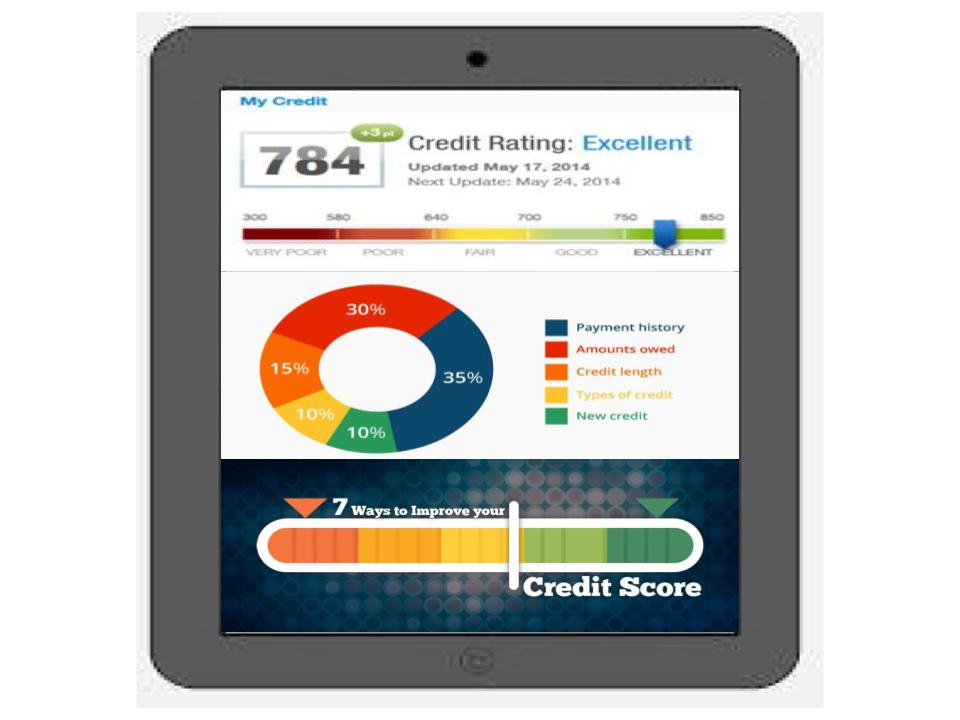 My Credit
+3 pt
784
Credit Rating: Excellent
Updated May 17, 2014
Next Update: May 24, 2014
300 580 640 700 750 850
VERY POOR POOR FAIR GOOD EXCELLENT
30%
15%
35%
10%
10%
Payment history
Amounts owed
Credit length
Types of credit
New credit
7 Ways to Improve your
Credit Score